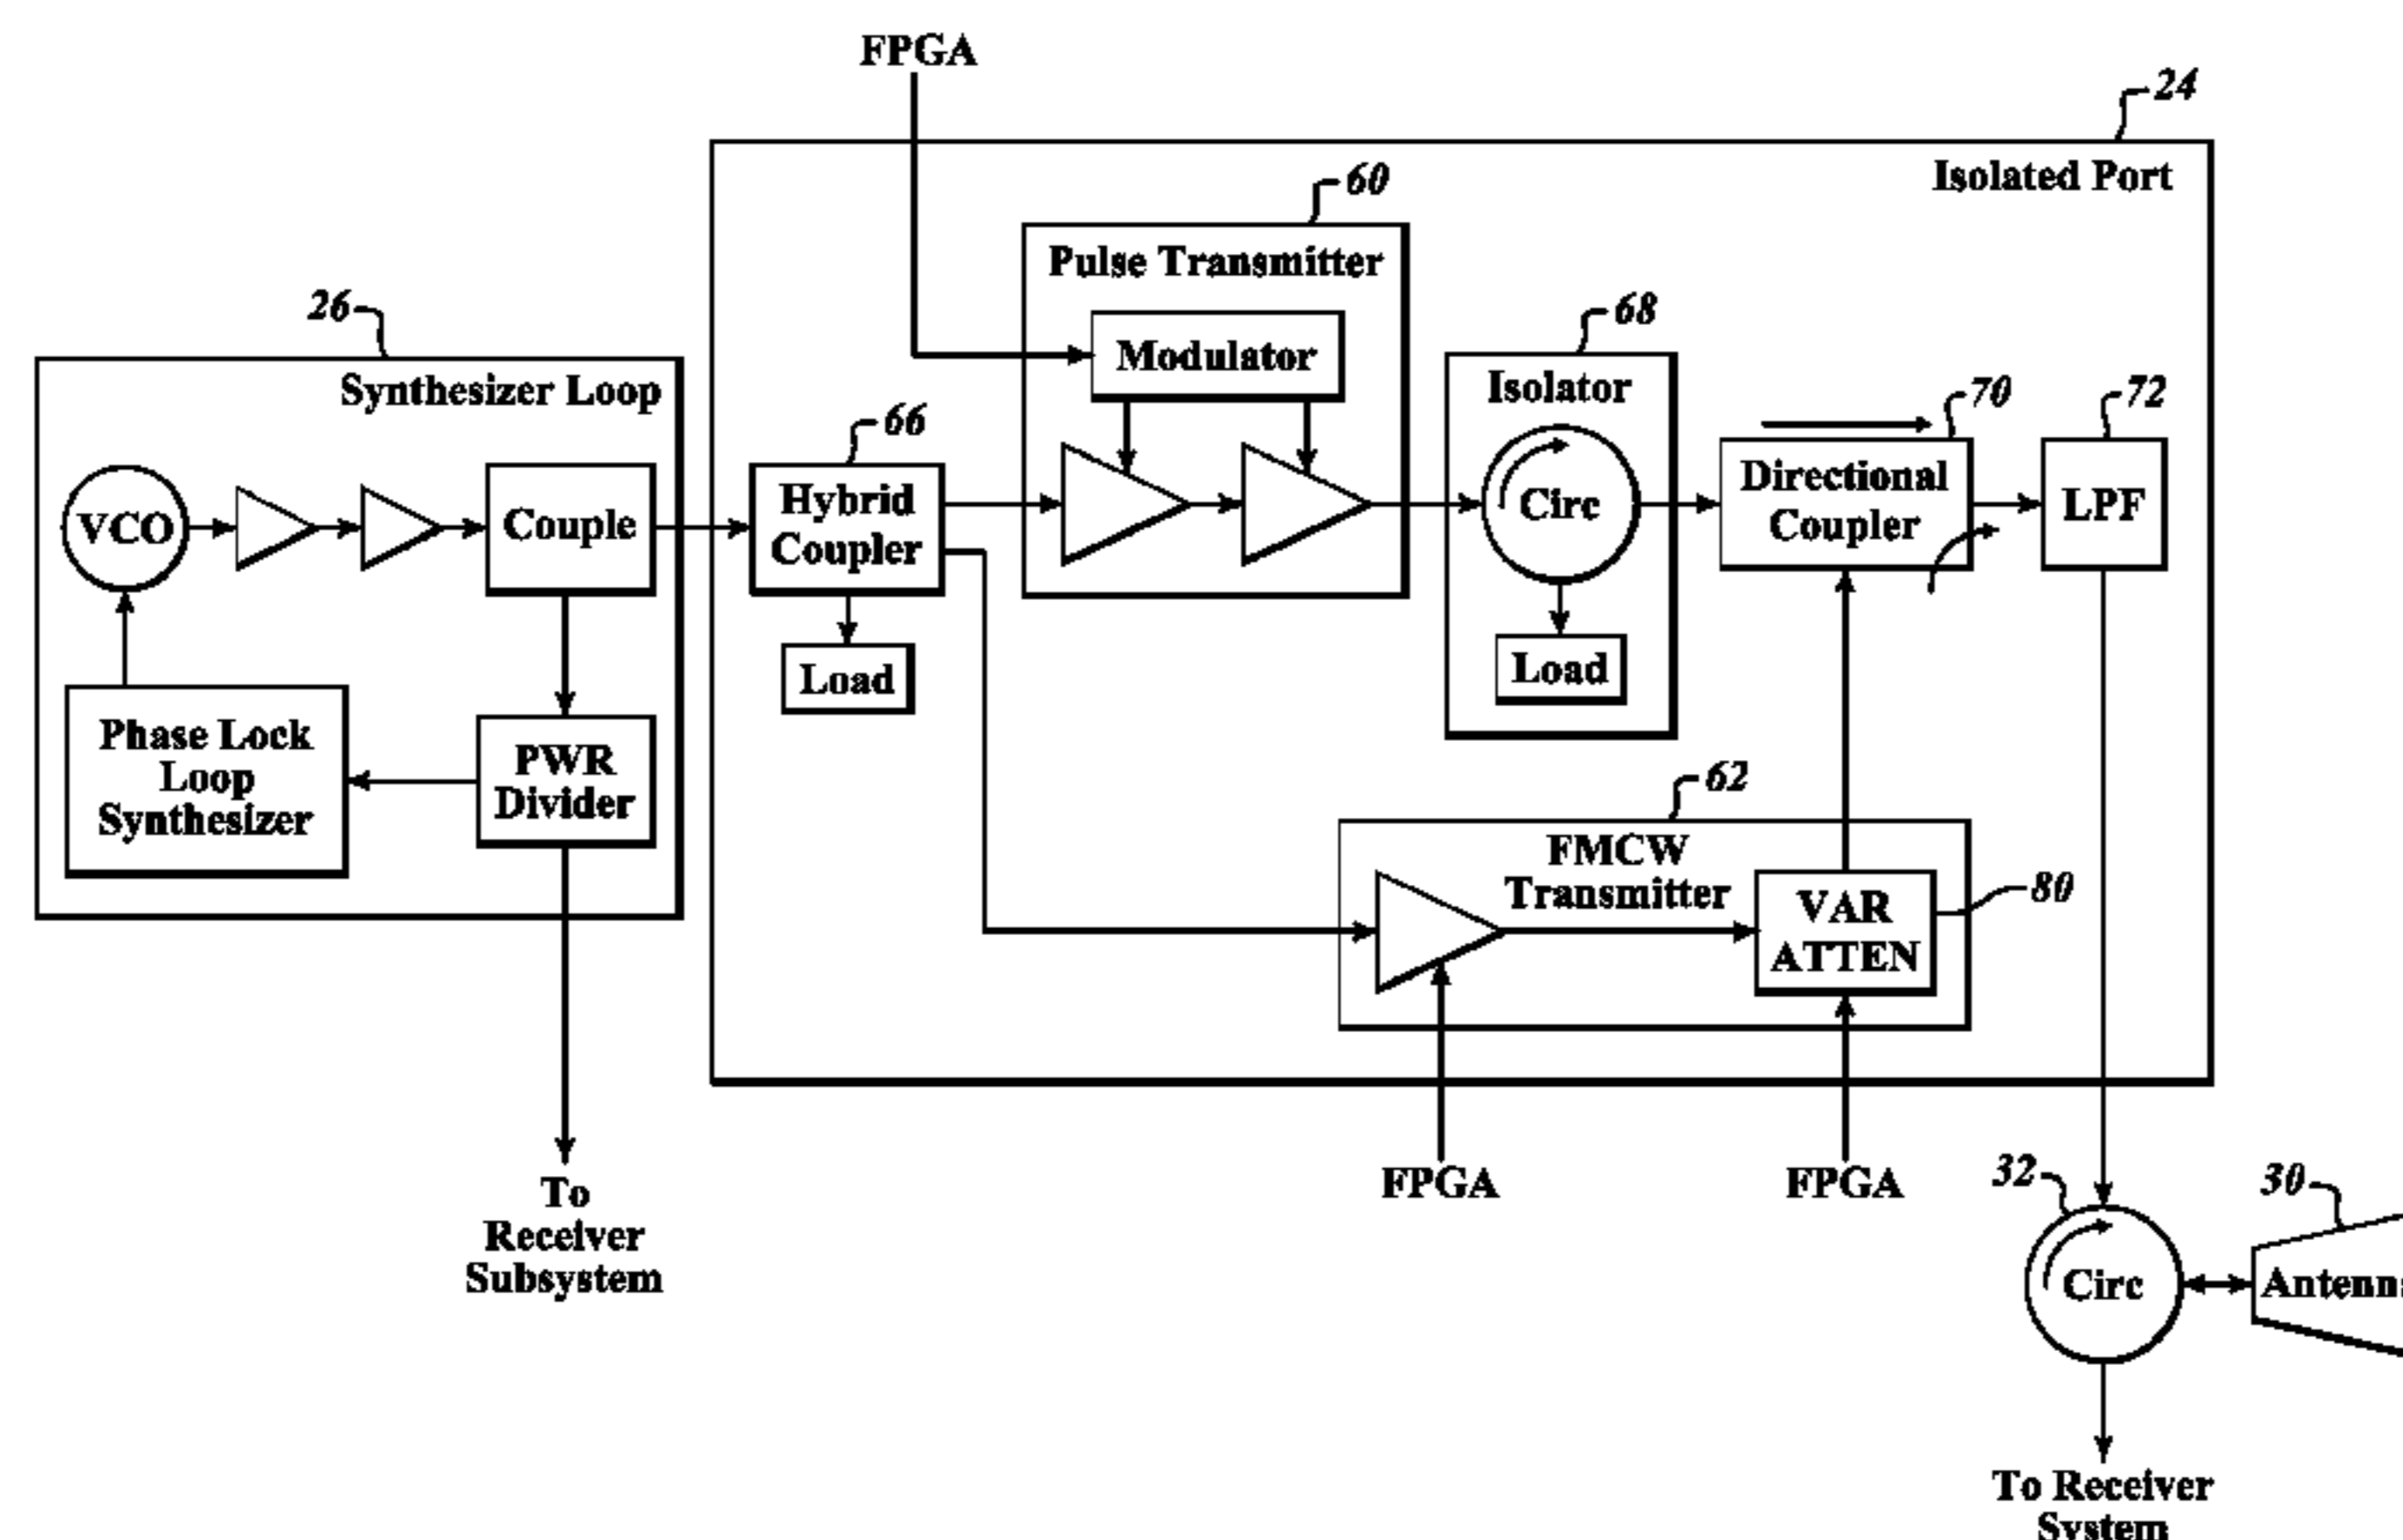 FPGA
24
Isolated Port
60
Pulse Transmitter
Modulator
26
Synthesizer Loop
68
Isolator
66
70
72
VCO
Couple
Hybrid
Coupler
Circ
Directional
Coupler
LPF
Load
Load
Phase Lock
Loop
Synthesizer
PWR
Divider
62
FMCW
Transmitter
VAR
ATTEN
80
To
Receiver
Subsystem
FPGA
FPGA
32
30
Circ
Antenna
To Receiver
System